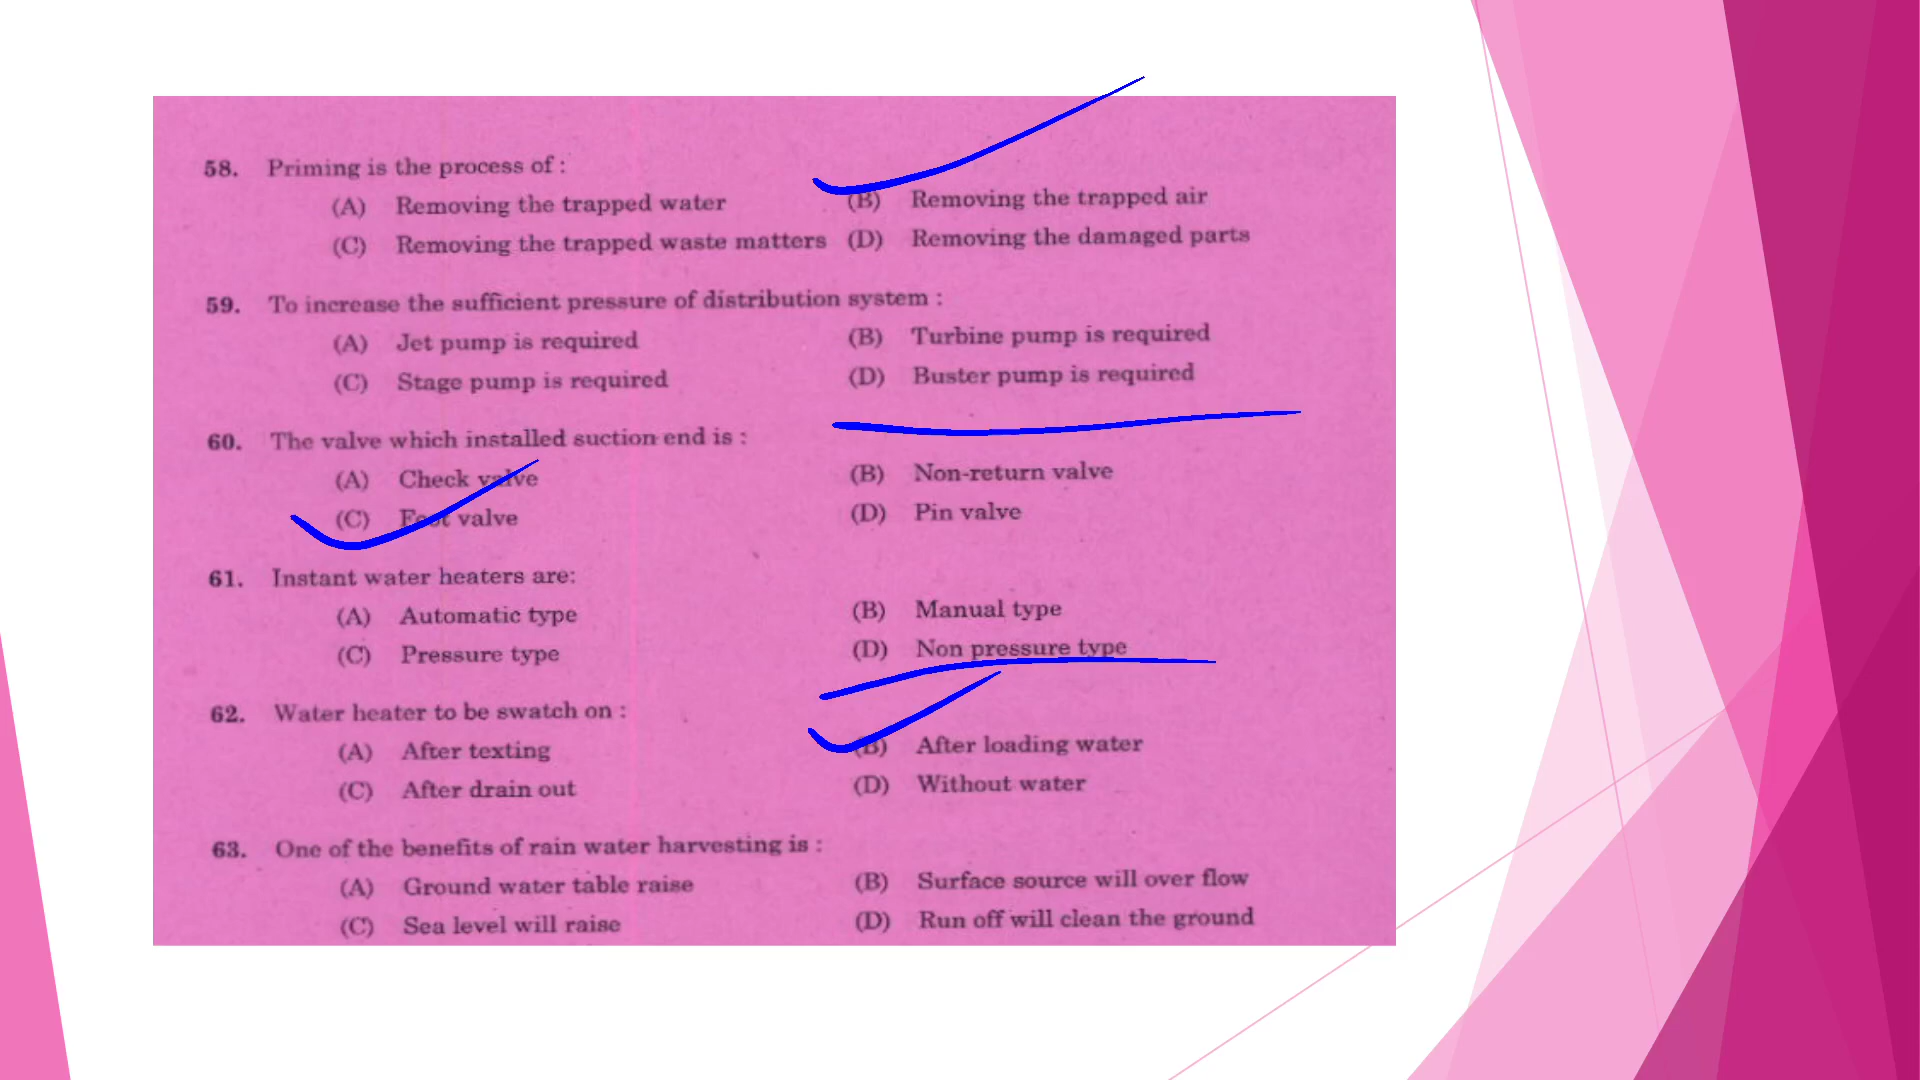 58. Priming is the process of :
(A) Removing the trapped water (B) Removing the trapped air
(C) Removing the trapped waste matters (D) Removing the damaged parts
59. To increase the sufficient pressure of distribution system :
(A) Jet pump is required (B) Turbine pump is required
(C) Stage pump is required (D) Buster pump is required
60. The valve which installed suction end is :
(A) Check valve (B) Non-return valve
(C) Foot valve (D) Pin valve
61. Instant water heaters are:
(A) Automatic type (B) Manual type
(C) Pressure type (D) Non pressure type
62. Water heater to be swatch on :
(A) After texting (B) After loading water
(C) After drain out (D) Without water
63. One of the benefits of rain water harvesting is :
(A) Ground water table raise (B) Surface source will over flow
(C) Sea level will raise (D) Run off will clean the ground